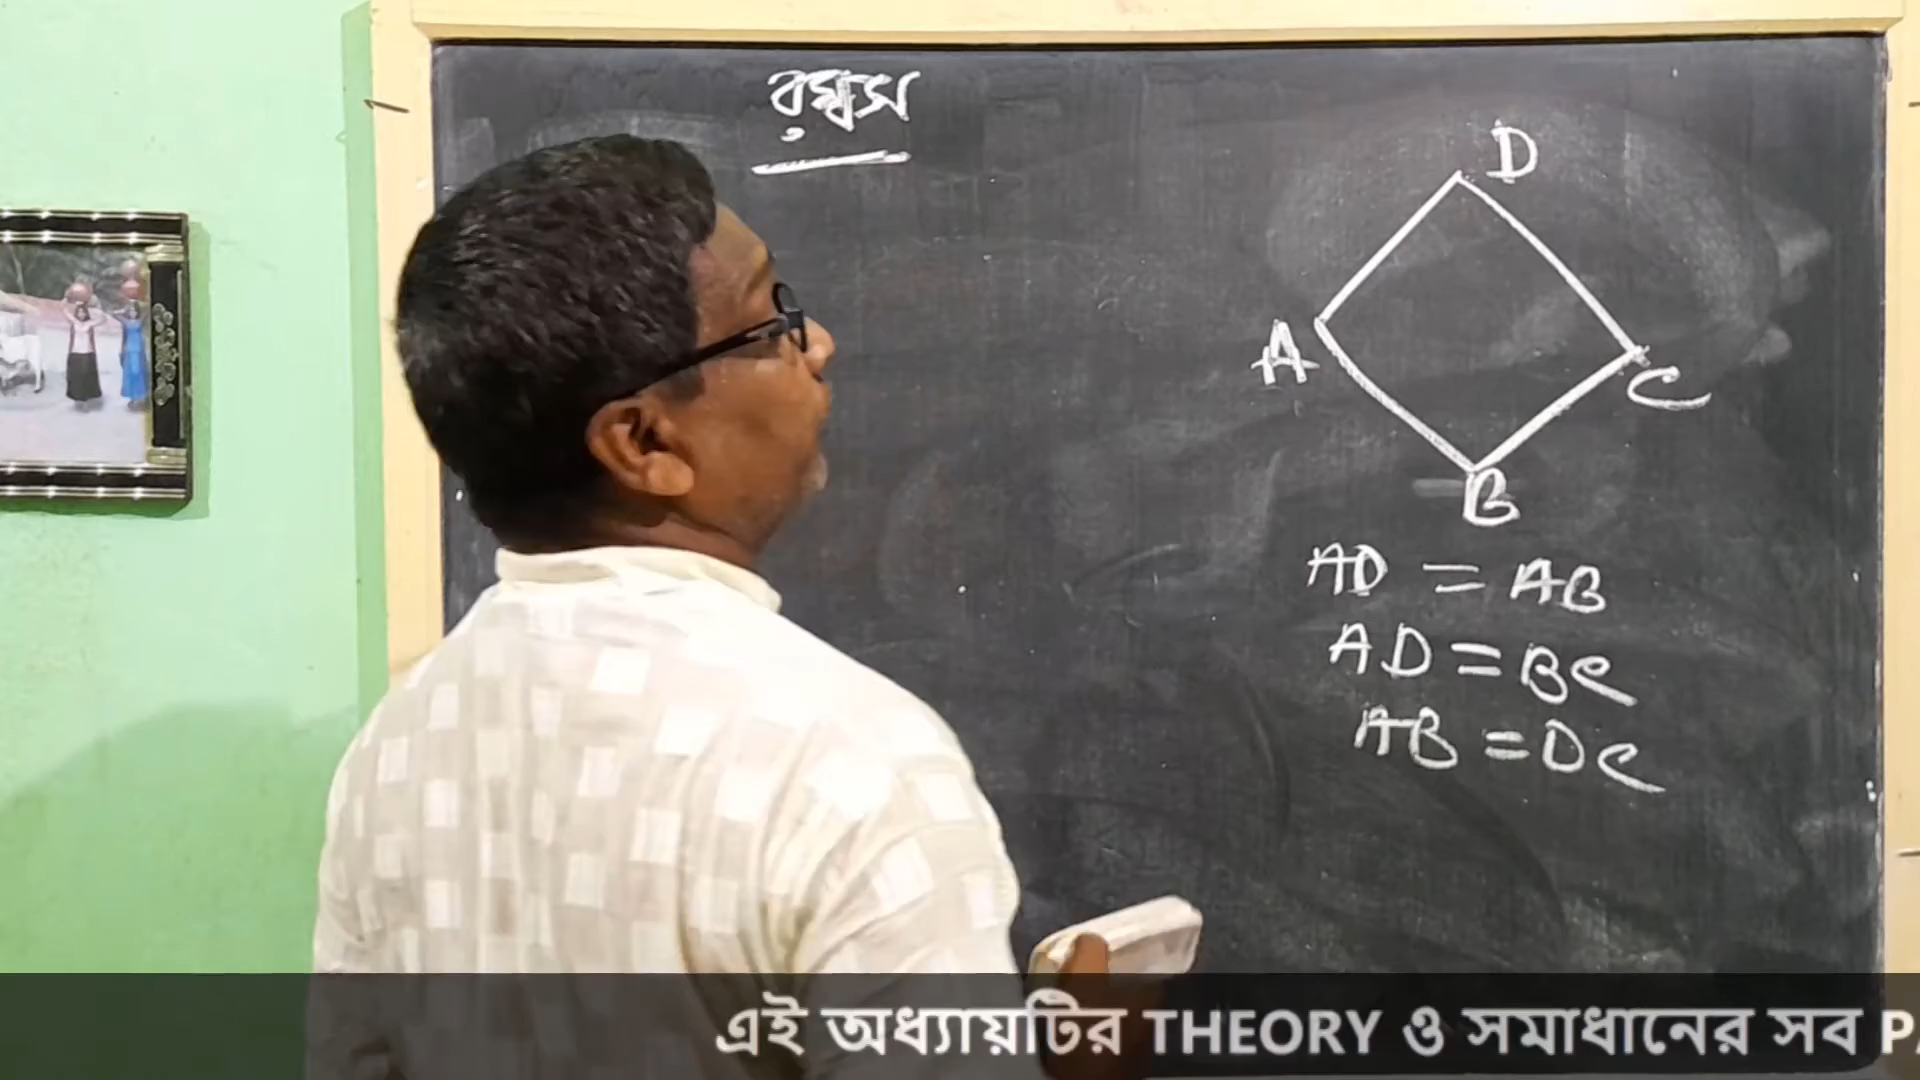 রম্বস
D
A
C
B
AD = AB
AD = BC
AB = DC
এই অধ্যায়টির THEORY ও সমাধানের সব